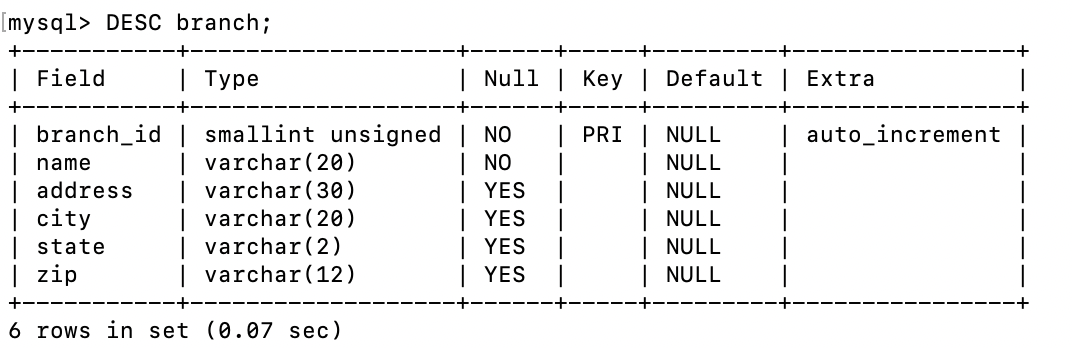 [mysql> DESC branch;
+------------+-------------------+------+-----+---------+----------------+
| Field      | Type              | Null | Key | Default | Extra          |
+------------+-------------------+------+-----+---------+----------------+
| branch_id  | smallint unsigned | NO   | PRI | NULL    | auto_increment |
| name       | varchar(20)       | NO   |     | NULL    |                |
| address    | varchar(30)       | YES  |     | NULL    |                |
| city       | varchar(20)       | YES  |     | NULL    |                |
| state      | varchar(2)        | YES  |     | NULL    |                |
| zip        | varchar(12)       | YES  |     | NULL    |                |
+------------+-------------------+------+-----+---------+----------------+
6 rows in set (0.07 sec)